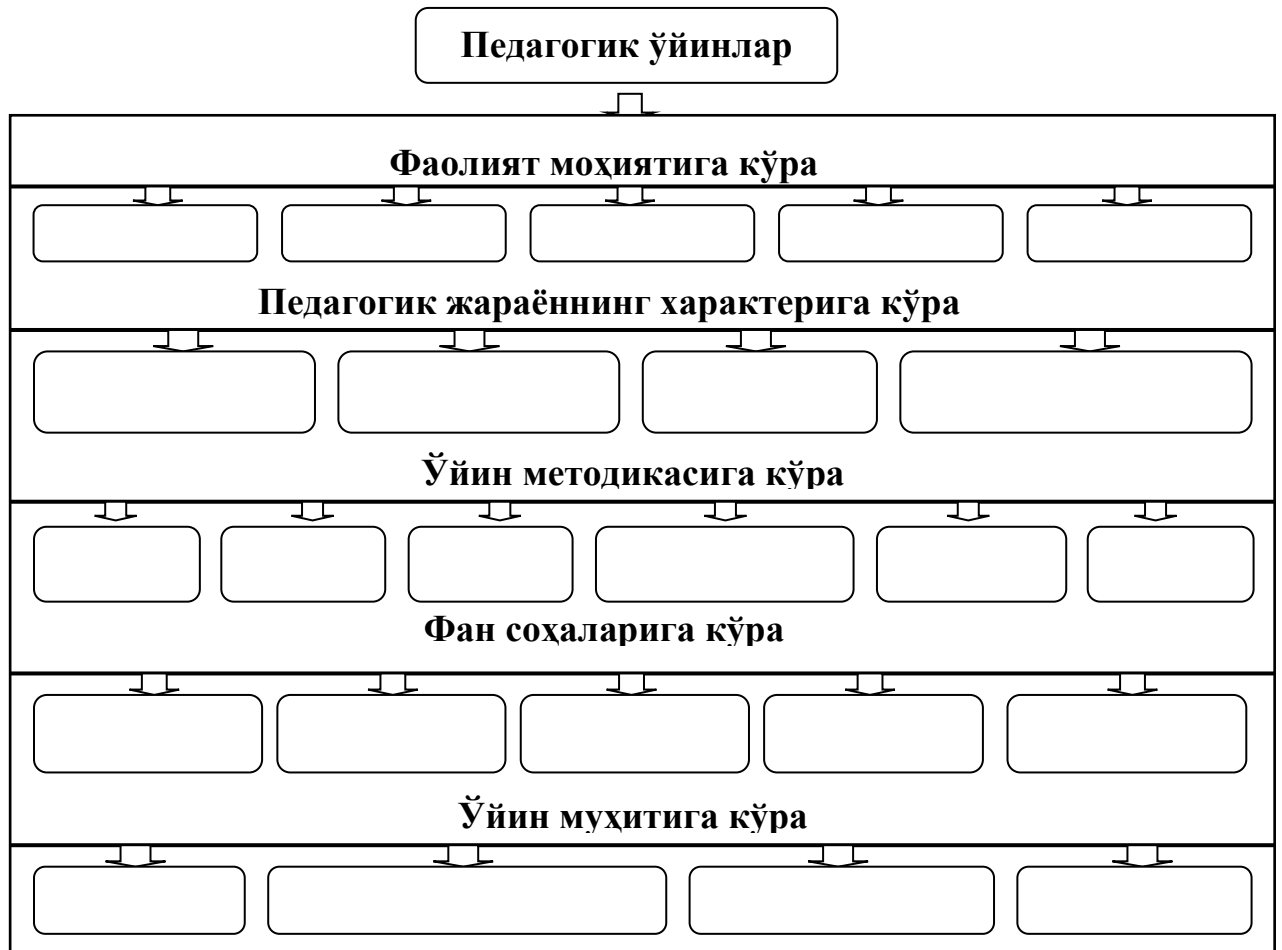 Педагогик ўйинлар
Фаолият моҳиятига кўра
Педагогик жараённинг характерига кўра
Ўйин методикасига кўра
Фан соҳаларига кўра
Ўйин муҳитига кўра